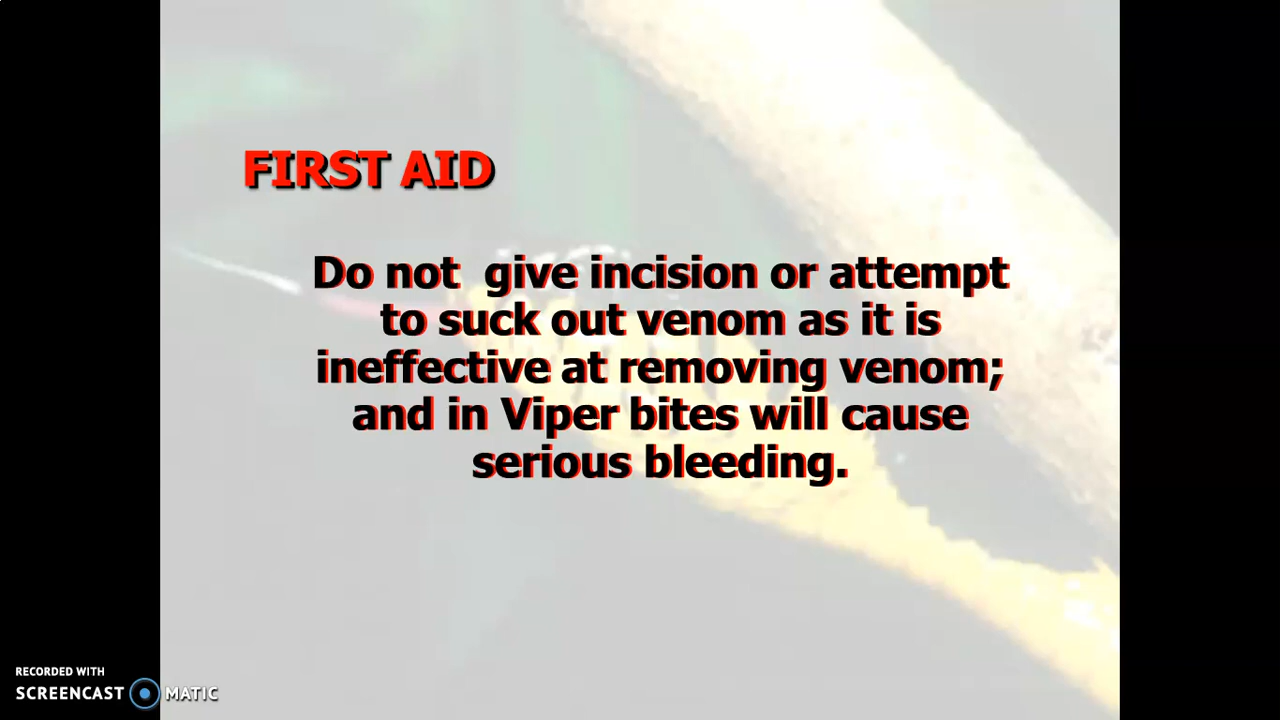 FIRST AID
Do not  give incision or attempt
to suck out venom as it is
ineffective at removing venom;
and in Viper bites will cause
serious bleeding.
RECORDED WITH
SCREENCAST MATIC